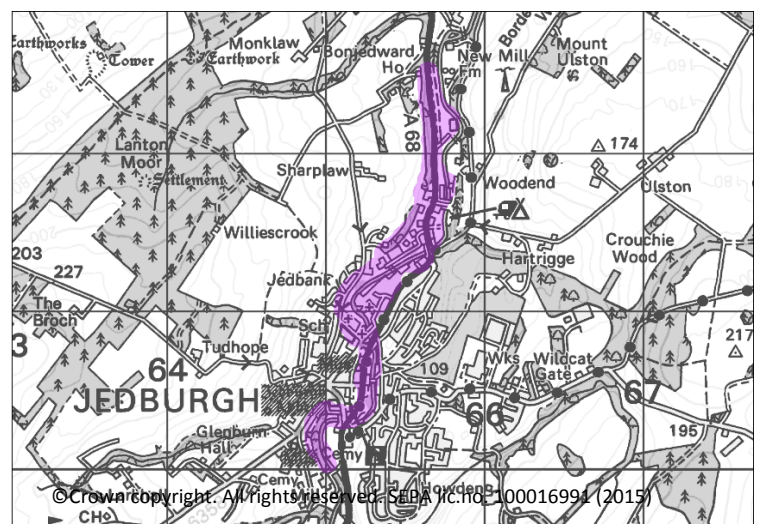 Earthworks
Tower
Monklaw
Earthwork
Bonjedward
Ho
New Mill
Fm
Borde
Mount
Ulston
A 68
174
Lanton
Moor
Settlement
Sharplaw
Woodend
Ulston
Williescrook
203
227
Hartrigge
Crouchie
Wood
Jedbank
The
Broch
Sch
3
Tudhope
64
109
Wks
Wildcat
Gate
217
JEDBURGH
66
67
195
Glenburn
Hall
Cemy
Cemy
Howden
©Crown copyright. All rights reserved. SEPA lic.no. 100016991 (2015)
CH